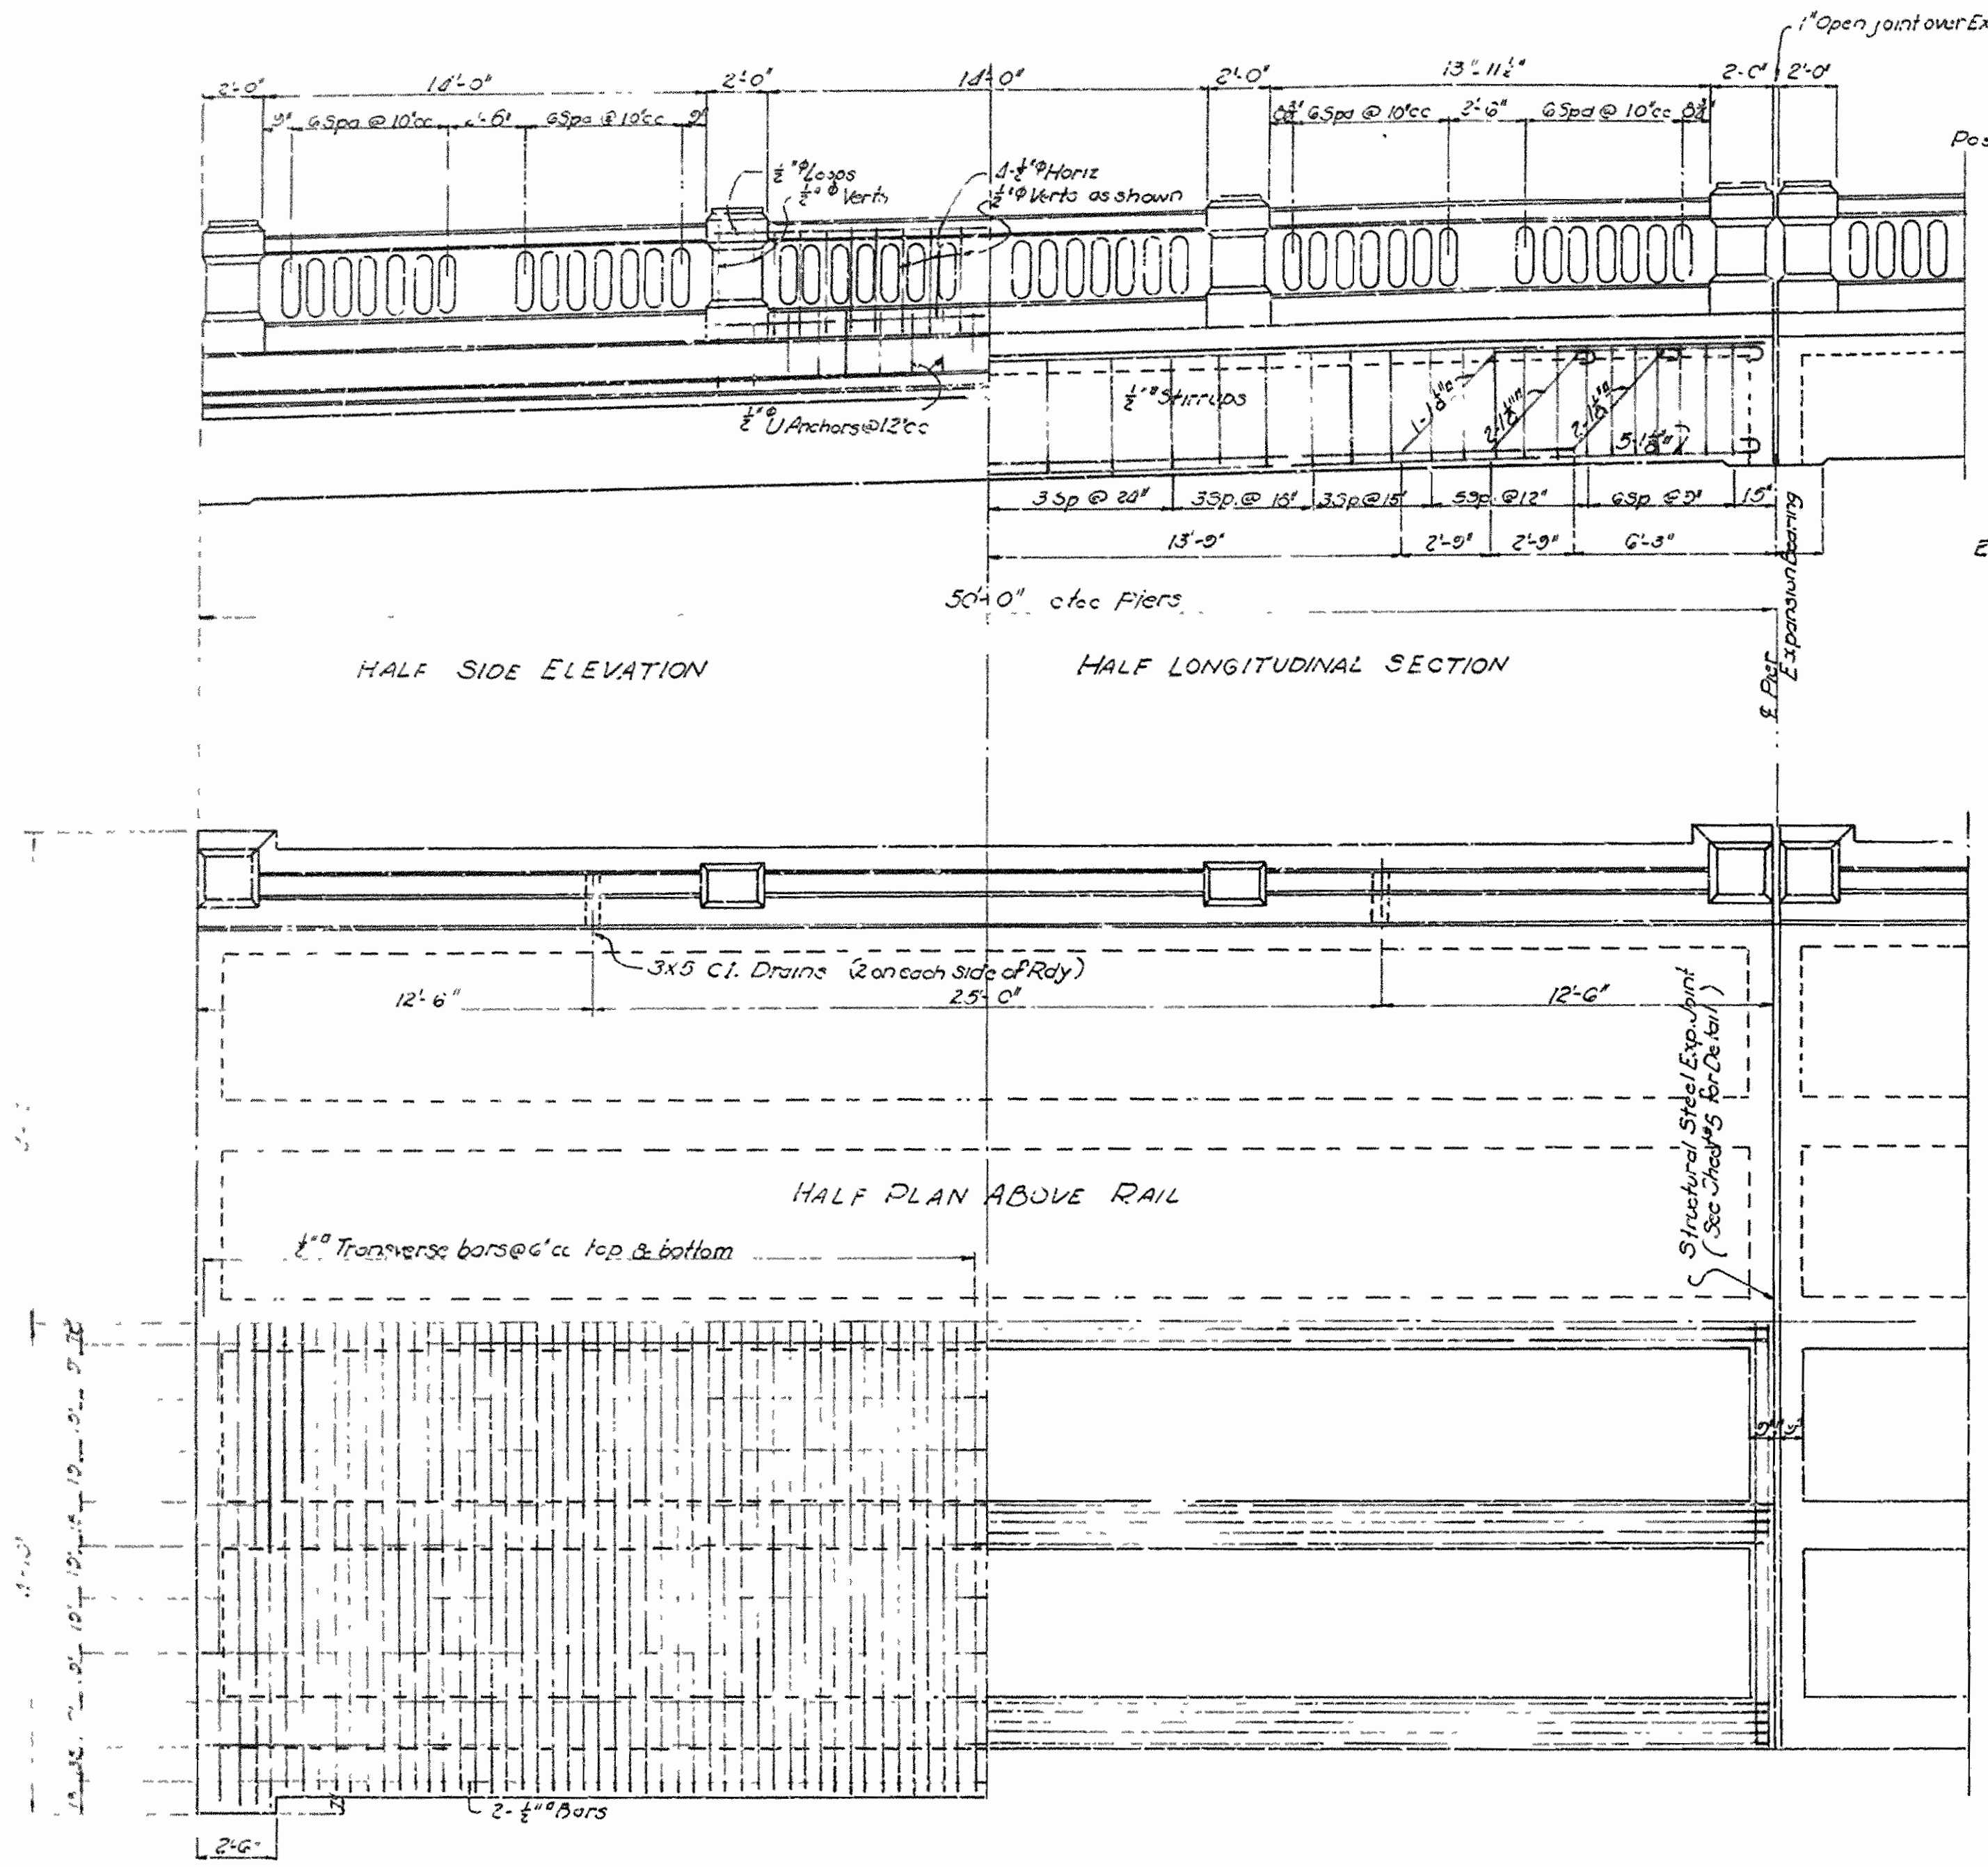 1" Open joint over Ex
2'-0" 14'-0" 2'-0" 14'-0" 2'-0" 13'-11½" 2'-0" 2'-0"
9" 6 Spa @ 10"cc 2'-6" 6 Spa @ 10"cc 9" 8¾" 6 Spa @ 10"cc 2'-6" 6 Spa @ 10"cc 8¾"
Pos
½"ᶲ Loops
½"ᶲ Verts
4-½"ᶲ Horiz
½"ᶲ Verts as shown
½"ᶲ U Anchors @ 12"cc
½"□ Stirrups
1-1⅛"□
2-1⅛"□
2-1⅛"□
5-1⅛"□
3 Sp @ 24" 3 Sp. @ 18" 3 Sp @ 15" 5 Sp. @ 12" 6 Sp @ 9" 15"
13'-9" 2'-9" 2'-9" 6'-3"
E
50'-0" ctoc Piers
℄ Pier
Expansion Bearing
HALF SIDE ELEVATION
HALF LONGITUDINAL SECTION
3x5 C.I. Drains (2 on each side of Rdy)
12'-6" 25'-0" 12'-6"
Structural Steel Exp. Joint
(See Sheet #5 for Detail)
HALF PLAN ABOVE RAIL
½"□ Transverse bars @ 6"cc top & bottom
9" 9"
2-½"□ Bars
2'-6"